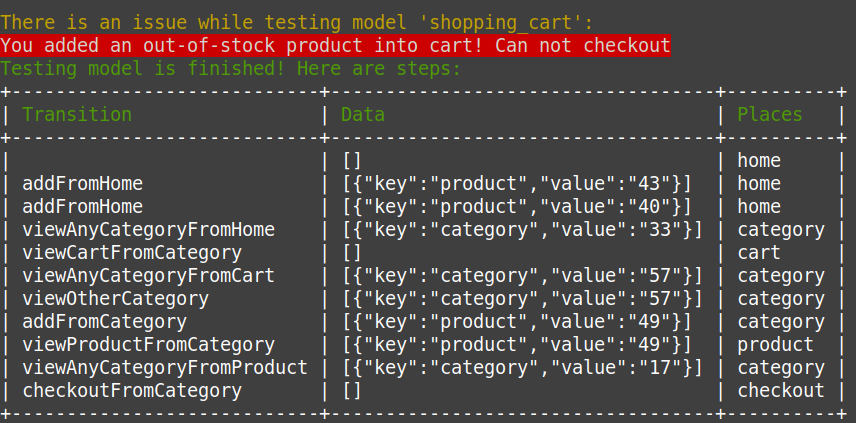 There is an issue while testing model 'shopping_cart':
You added an out-of-stock product into cart! Can not checkout
Testing model is finished! Here are steps:
+----------------------------+-----------------------------------+----------+
| Transition                 | Data                              | Places   |
+----------------------------+-----------------------------------+----------+
|                            | []                                | home     |
| addFromHome                | [{"key":"product","value":"43"}]  | home     |
| addFromHome                | [{"key":"product","value":"40"}]  | home     |
| viewAnyCategoryFromHome    | [{"key":"category","value":"33"}] | category |
| viewCartFromCategory       | []                                | cart     |
| viewAnyCategoryFromCart    | [{"key":"category","value":"57"}] | category |
| viewOtherCategory          | [{"key":"category","value":"57"}] | category |
| addFromCategory            | [{"key":"product","value":"49"}]  | category |
| viewProductFromCategory    | [{"key":"product","value":"49"}]  | product  |
| viewAnyCategoryFromProduct | [{"key":"category","value":"17"}] | category |
| checkoutFromCategory       | []                                | checkout |
+----------------------------+-----------------------------------+----------+